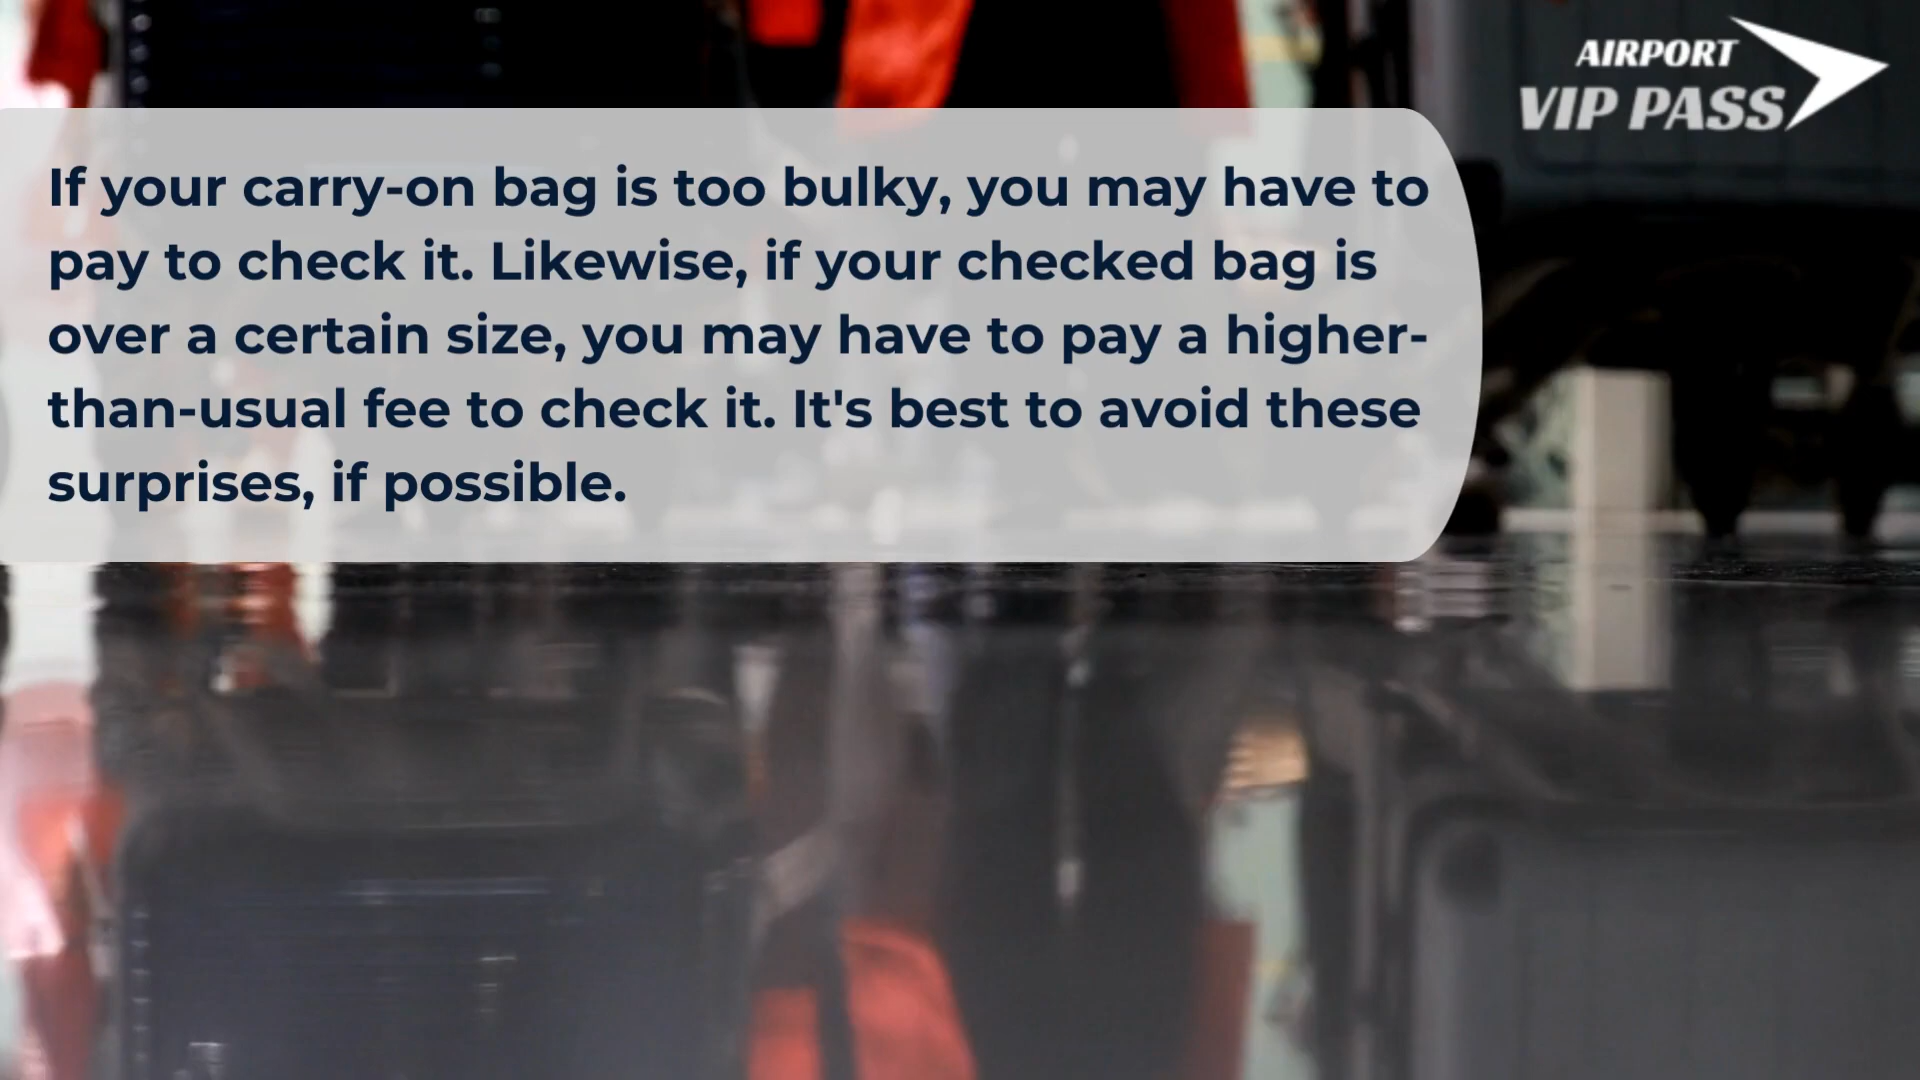 AIRPORT
VIP PASS
If your carry-on bag is too bulky, you may have to
pay to check it. Likewise, if your checked bag is
over a certain size, you may have to pay a higher-
than-usual fee to check it. It's best to avoid these
surprises, if possible.